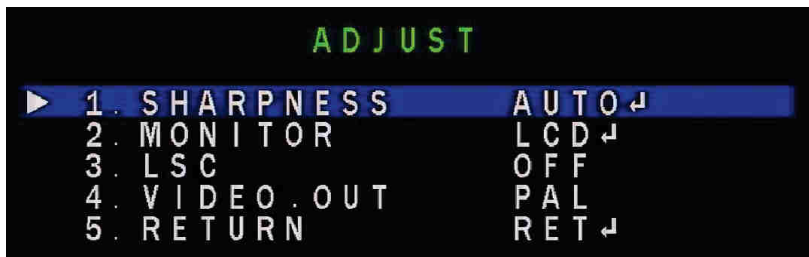 ADJUST
▶ 1. SHARPNESS AUTO↲
2. MONITOR LCD↲
3. LSC OFF
4. VIDEO.OUT PAL
5. RETURN RET↲